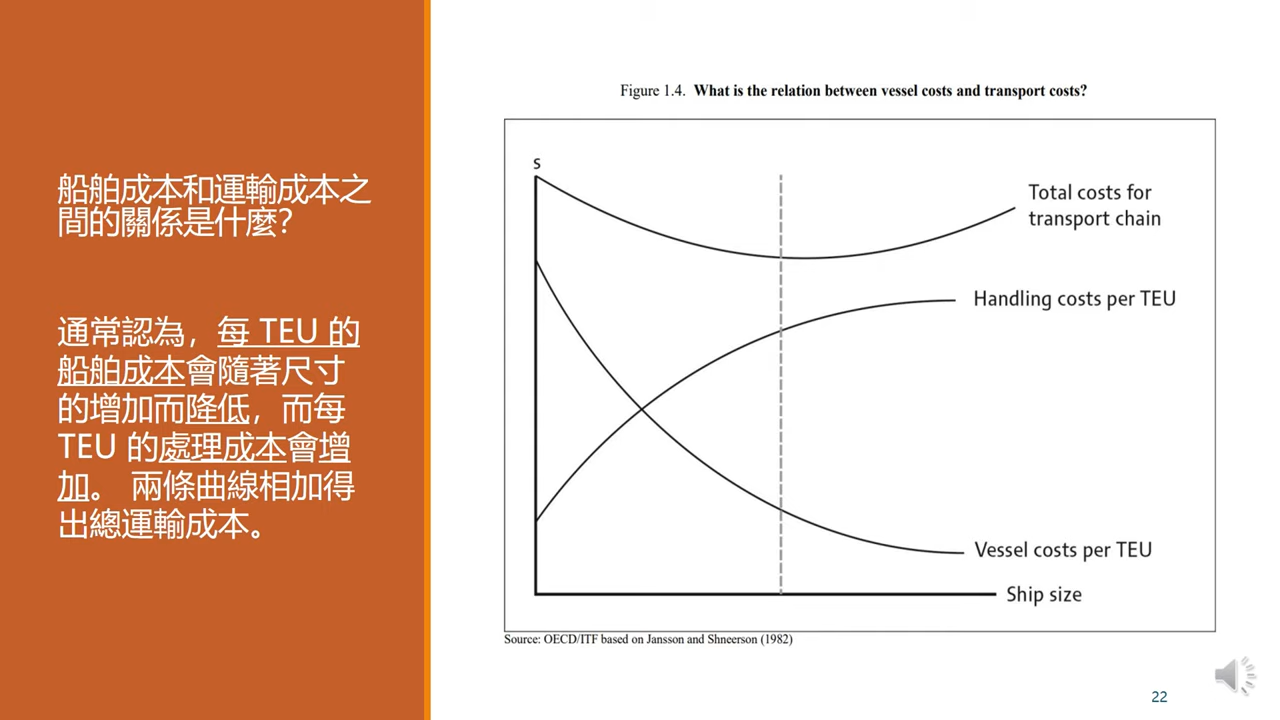 船舶成本和運輸成本之
間的關係是什麼?
通常認為，每 TEU 的
船舶成本會隨著尺寸
的增加而降低，而每
TEU 的處理成本會增
加。 兩條曲線相加得
出總運輸成本。
Figure 1.4. What is the relation between vessel costs and transport costs?
s
Total costs for
transport chain
Handling costs per TEU
Vessel costs per TEU
Ship size
Source: OECD/ITF based on Jansson and Shneerson (1982)
22